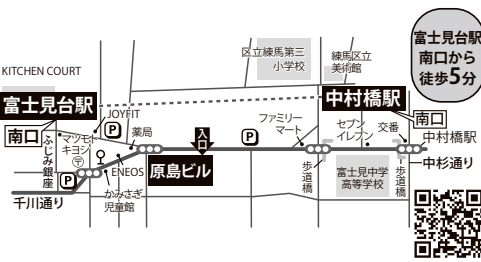 KITCHEN COURT
富士見台駅
南口
ふじみ銀座
マツモト
キヨシ
〒
P
千川通り
JOYFIT
P
薬局
ENEOS
かみさぎ
児童館
入口
原島ビル
P
区立練馬第三
小学校
練馬区立
美術館
中村橋駅
南口
ファミリー
マート
セブン
イレブン
交番
中村橋駅
中杉通り
歩道橋
富士見中学
高等学校
歩道橋
富士見台駅
南口から
徒歩5分